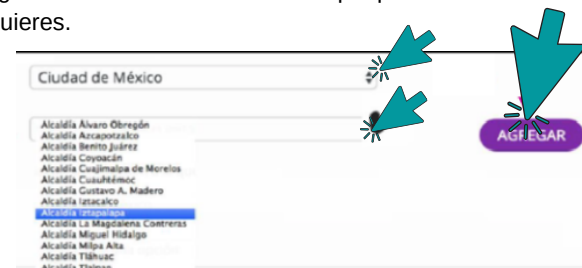 uieres.
Ciudad de México
Alcaldía Álvaro Obregón
Alcaldía Azcapotzalco
Alcaldía Benito Juárez
Alcaldía Coyoacán
Alcaldía Cuajimalpa de Morelos
Alcaldía Cuauhtémoc
Alcaldía Gustavo A. Madero
Alcaldía Iztacalco
Alcaldía Iztapalapa
Alcaldía La Magdalena Contreras
Alcaldía Miguel Hidalgo
Alcaldía Milpa Alta
Alcaldía Tláhuac
Alcaldía Tlalpan
AGREGAR